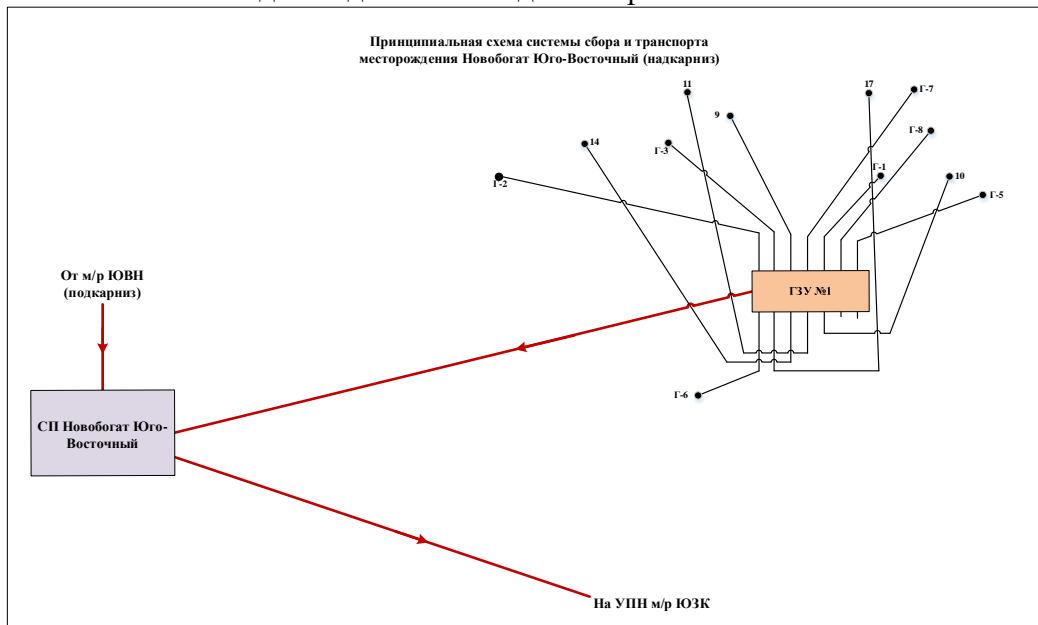 Принципиальная схема системы сбора и транспорта
месторождения Новобогат Юго-Восточный (надкарниз)
11
17
Г-7
9
Г-8
14
Г-3
Г-1
10
Г-2
Г-5
От м/р ЮВН
(подкарниз)
ГЗУ №1
Г-6
СП Новобогат Юго-
Восточный
На УПН м/р ЮЗК